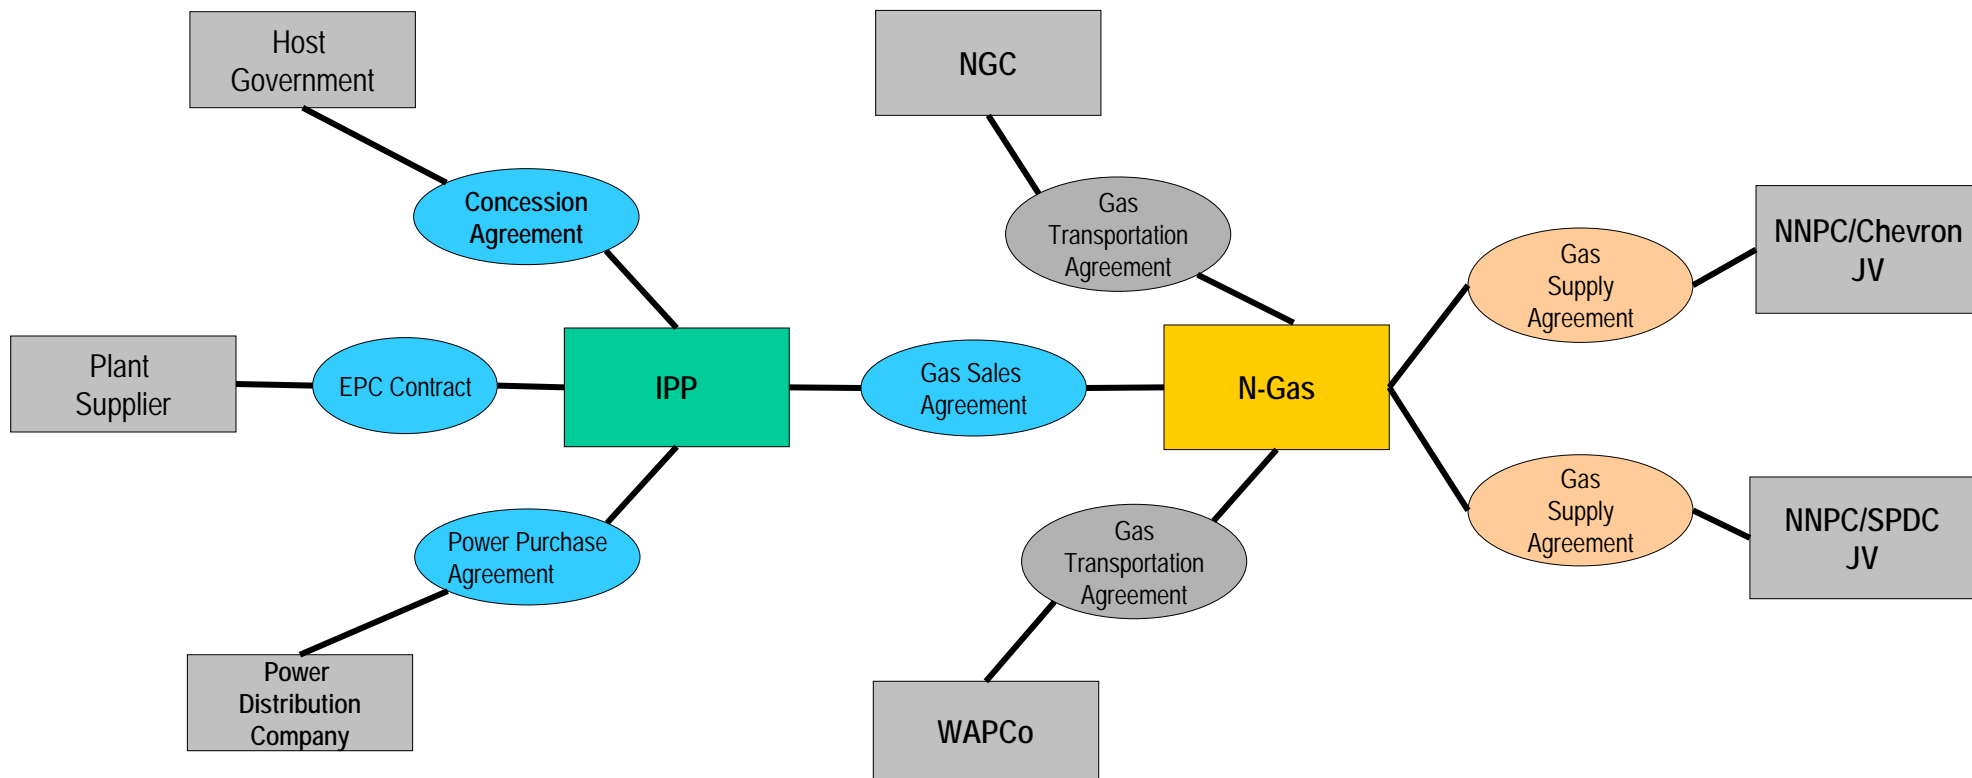 Host
Government
NGC
Concession
Agreement
Gas
Transportation
Agreement
NNPC/Chevron
JV
Gas
Supply
Agreement
Plant
Supplier
EPC Contract
IPP
Gas Sales
Agreement
N-Gas
Power Purchase
Agreement
Gas
Transportation
Agreement
Gas
Supply
Agreement
NNPC/SPDC
JV
Power
Distribution
Company
WAPCo